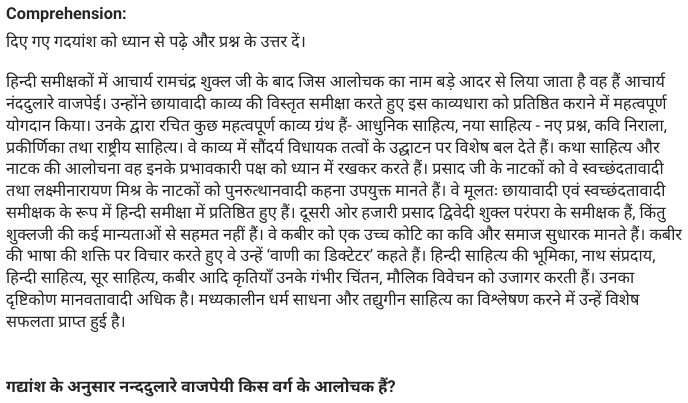 Comprehension:
दिए गए गदयांश को ध्यान से पढ़े और प्रश्न के उत्तर दें।
हिन्दी समीक्षकों में आचार्य रामचंद्र शुक्ल जी के बाद जिस आलोचक का नाम बड़े आदर से लिया जाता है वह हैं आचार्य
नंददुलारे वाजपेई। उन्होंने छायावादी काव्य की विस्तृत समीक्षा करते हुए इस काव्यधारा को प्रतिष्ठित कराने में महत्वपूर्ण
योगदान किया। उनके द्वारा रचित कुछ महत्वपूर्ण काव्य ग्रंथ हैं- आधुनिक साहित्य, नया साहित्य - नए प्रश्न, कवि निराला,
प्रकीर्णिका तथा राष्ट्रीय साहित्य। वे काव्य में सौंदर्य विधायक तत्वों के उद्घाटन पर विशेष बल देते हैं। कथा साहित्य और
नाटक की आलोचना वह इनके प्रभावकारी पक्ष को ध्यान में रखकर करते हैं। प्रसाद जी के नाटकों को वे स्वच्छंदतावादी
तथा लक्ष्मीनारायण मिश्र के नाटकों को पुनरुत्थानवादी कहना उपयुक्त मानते हैं। वे मूलतः छायावादी एवं स्वच्छंदतावादी
समीक्षक के रूप में हिन्दी समीक्षा में प्रतिष्ठित हुए हैं। दूसरी ओर हजारी प्रसाद द्विवेदी शुक्ल परंपरा के समीक्षक हैं, किंतु
शुक्लजी की कई मान्यताओं से सहमत नहीं हैं। वे कबीर को एक उच्च कोटि का कवि और समाज सुधारक मानते हैं। कबीर
की भाषा की शक्ति पर विचार करते हुए वे उन्हें 'वाणी का डिक्टेटर' कहते हैं। हिन्दी साहित्य की भूमिका, नाथ संप्रदाय,
हिन्दी साहित्य, सूर साहित्य, कबीर आदि कृतियाँ उनके गंभीर चिंतन, मौलिक विवेचन को उजागर करती हैं। उनका
दृष्टिकोण मानवतावादी अधिक है। मध्यकालीन धर्म साधना और तद्युगीन साहित्य का विश्लेषण करने में उन्हें विशेष
सफलता प्राप्त हुई है।
गद्यांश के अनुसार नन्ददुलारे वाजपेयी किस वर्ग के आलोचक हैं?